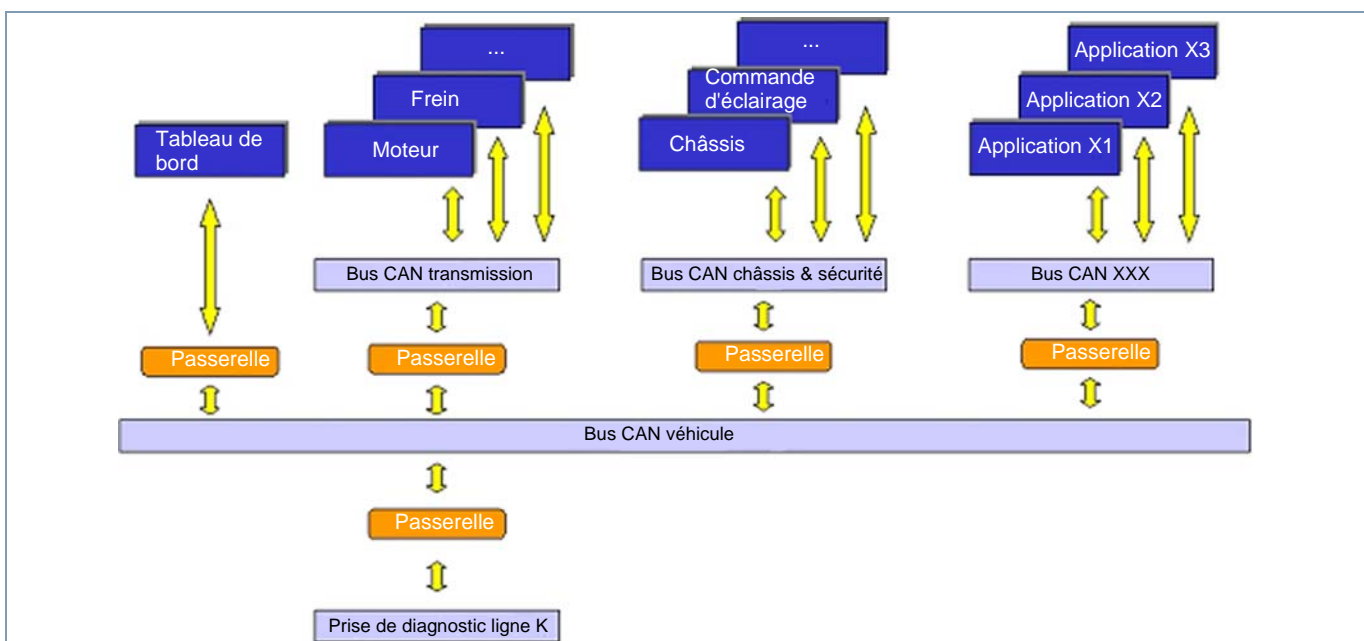 ...
...
Application X3
Frein
Commande
d'éclairage
Application X2
Tableau de
bord
Moteur
Châssis
Application X1
Bus CAN transmission
Bus CAN châssis & sécurité
Bus CAN XXX
Passerelle
Passerelle
Passerelle
Passerelle
Bus CAN véhicule
Passerelle
Prise de diagnostic ligne K